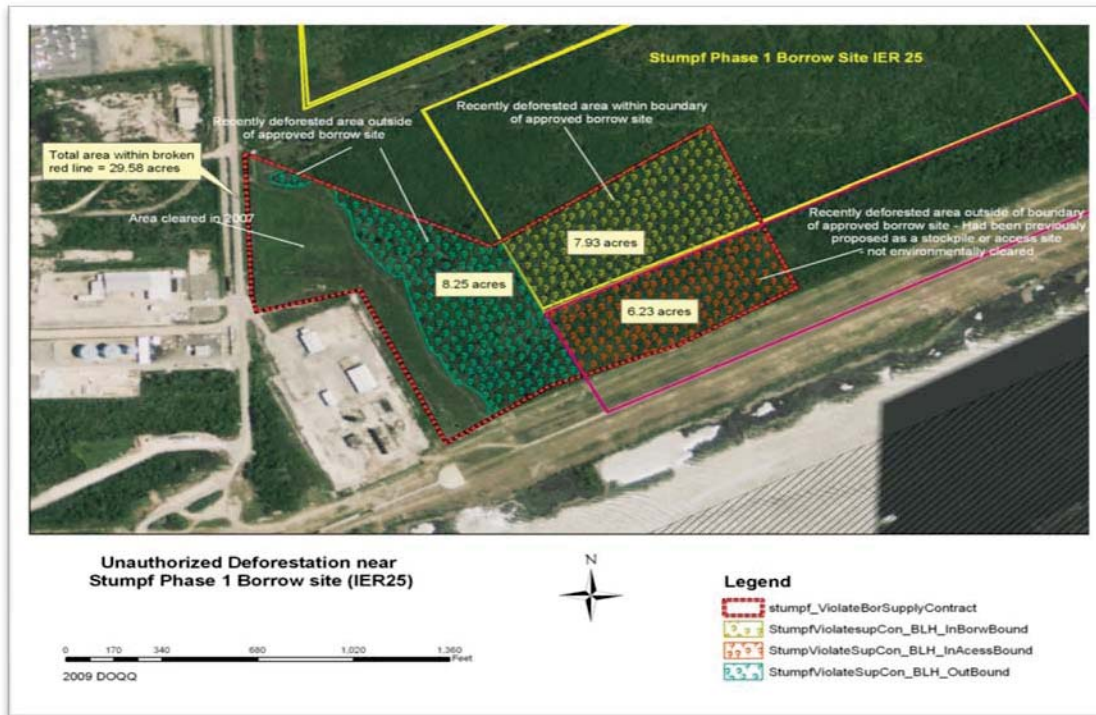 Stumpf Phase 1 Borrow Site IER 25
Recently deforested area within boundary
of approved borrow site
Recently deforested area outside
of approved borrow site
Total area within broken
red line = 29.58 acres
Area cleared in 2007
Recently deforested area outside of boundary
of approved borrow site - Had been previously
proposed as a stockpile or access site
- not environmentally cleared
7.93 acres
8.25 acres
6.23 acres
Unauthorized Deforestation near
Stumpf Phase 1 Borrow site (IER25)
N
0 170 340 680 1,020 1,360
Feet
2009 DOQQ
Legend
stumpf_ViolateBorSupplyContract
StumpfViolatesupCon_BLH_InBorwBound
StumpViolateSupCon_BLH_InAcessBound
StumpfViolateSupCon_BLH_OutBound